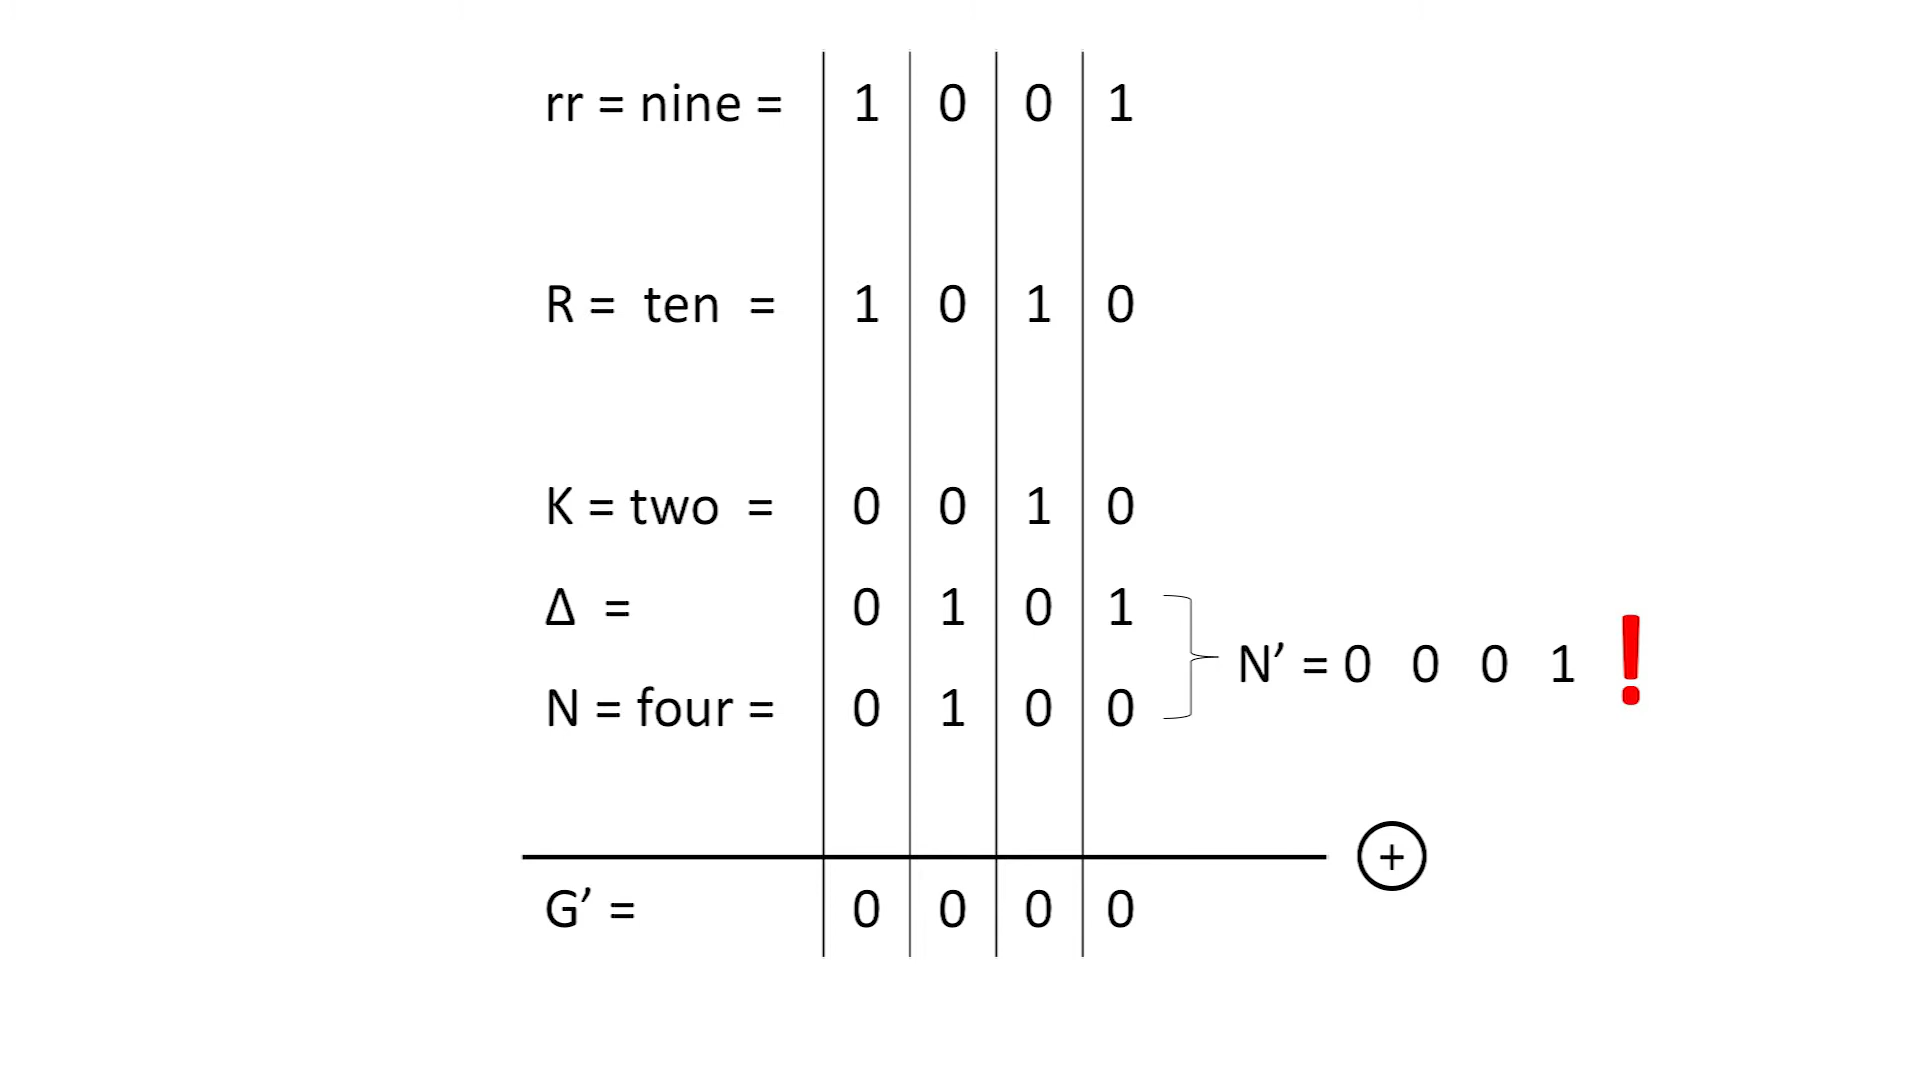 rr = nine = 1 0 0 1
R = ten = 1 0 1 0
K = two = 0 0 1 0
Δ = 0 1 0 1
N’ = 0 0 0 1 !
N = four = 0 1 0 0
+
G’ = 0 0 0 0